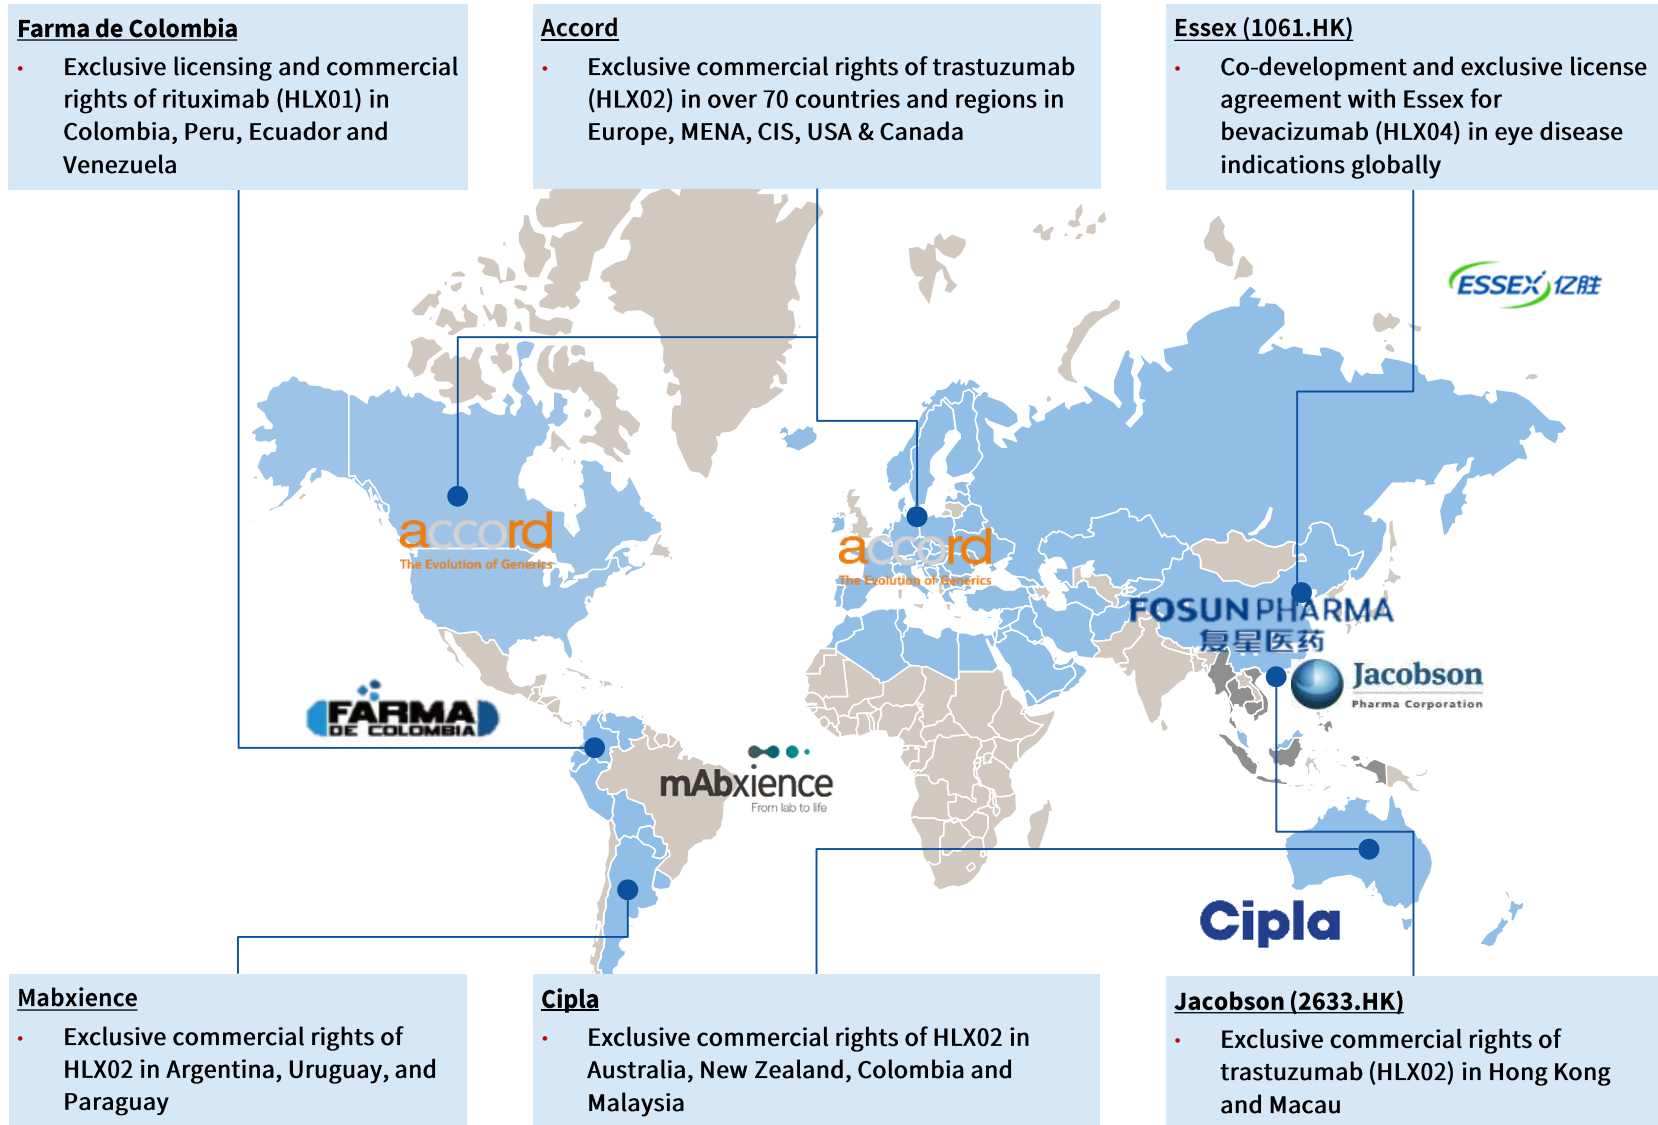 Farma de Colombia
• Exclusive licensing and commercial
rights of rituximab (HLX01) in
Colombia, Peru, Ecuador and
Venezuela
Accord
• Exclusive commercial rights of trastuzumab
(HLX02) in over 70 countries and regions in
Europe, MENA, CIS, USA & Canada
Essex (1061.HK)
• Co-development and exclusive license
agreement with Essex for
bevacizumab (HLX04) in eye disease
indications globally
ESSEX 亿胜
accord
The Evolution of Generics
accord
The Evolution of Generics
FOSUN PHARMA
复星医药
Jacobson
Pharma Corporation
FARMA
DE COLOMBIA
mAbxience
From lab to life
Cipla
Mabxience
• Exclusive commercial rights of
HLX02 in Argentina, Uruguay, and
Paraguay
Cipla
• Exclusive commercial rights of HLX02 in
Australia, New Zealand, Colombia and
Malaysia
Jacobson (2633.HK)
• Exclusive commercial rights of
trastuzumab (HLX02) in Hong Kong
and Macau